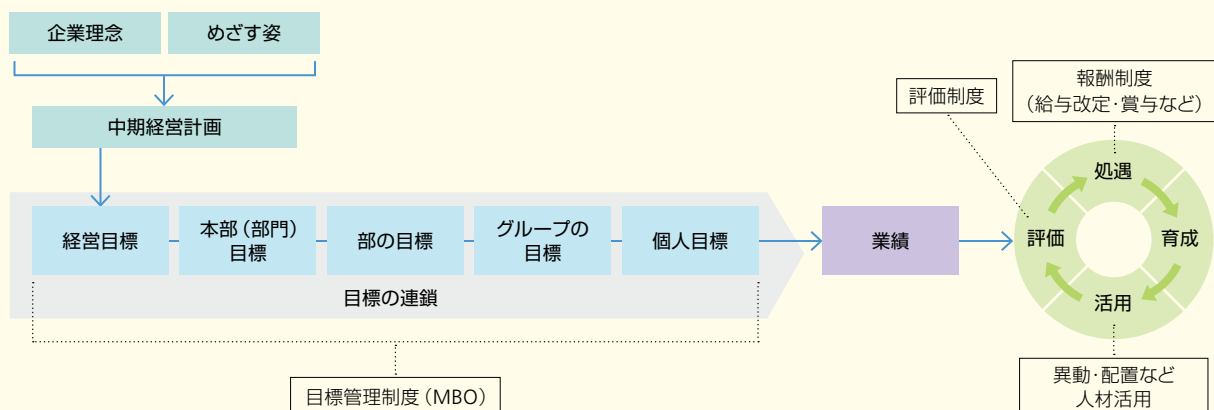 企業理念
めざす姿
中期経営計画
経営目標
本部（部門）
目標
部の目標
グループの
目標
個人目標
目標の連鎖
目標管理制度（MBO）
業績
評価制度
報酬制度
（給与改定・賞与など）
処遇
評価
育成
活用
異動・配置など
人材活用